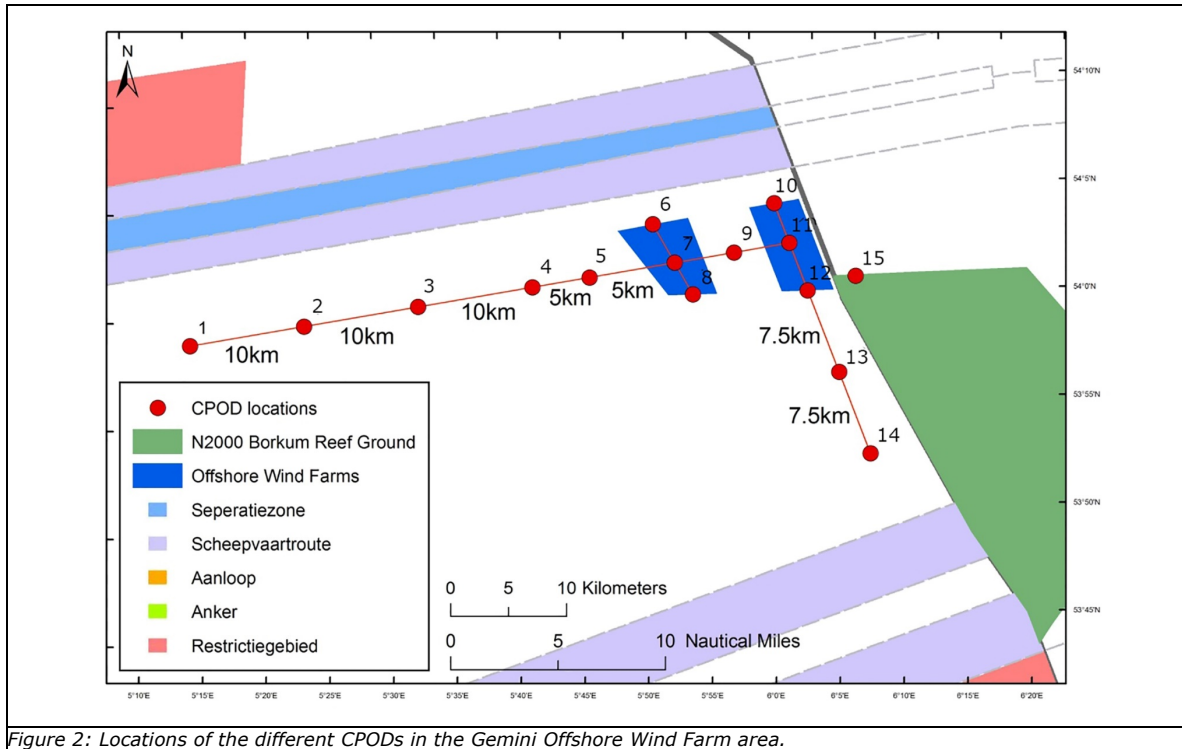 N
54°10'N
54°5'N
54°0'N
53°55'N
53°50'N
53°45'N
10
6
11
15
9
7
5
4
8
12
3
5km
5km
2
10km
7.5km
1
10km
13
10km
7.5km
14
CPOD locations
N2000 Borkum Reef Ground
Offshore Wind Farms
Seperatiezone
Scheepvaartroute
Aanloop
Anker
Restrictiegebied
0 5 10 Kilometers
0 5 10 Nautical Miles
5°10'E 5°15'E 5°20'E 5°25'E 5°30'E 5°35'E 5°40'E 5°45'E 5°50'E 5°55'E 6°0'E 6°5'E 6°10'E 6°15'E 6°20'E
Figure 2: Locations of the different CPODs in the Gemini Offshore Wind Farm area.